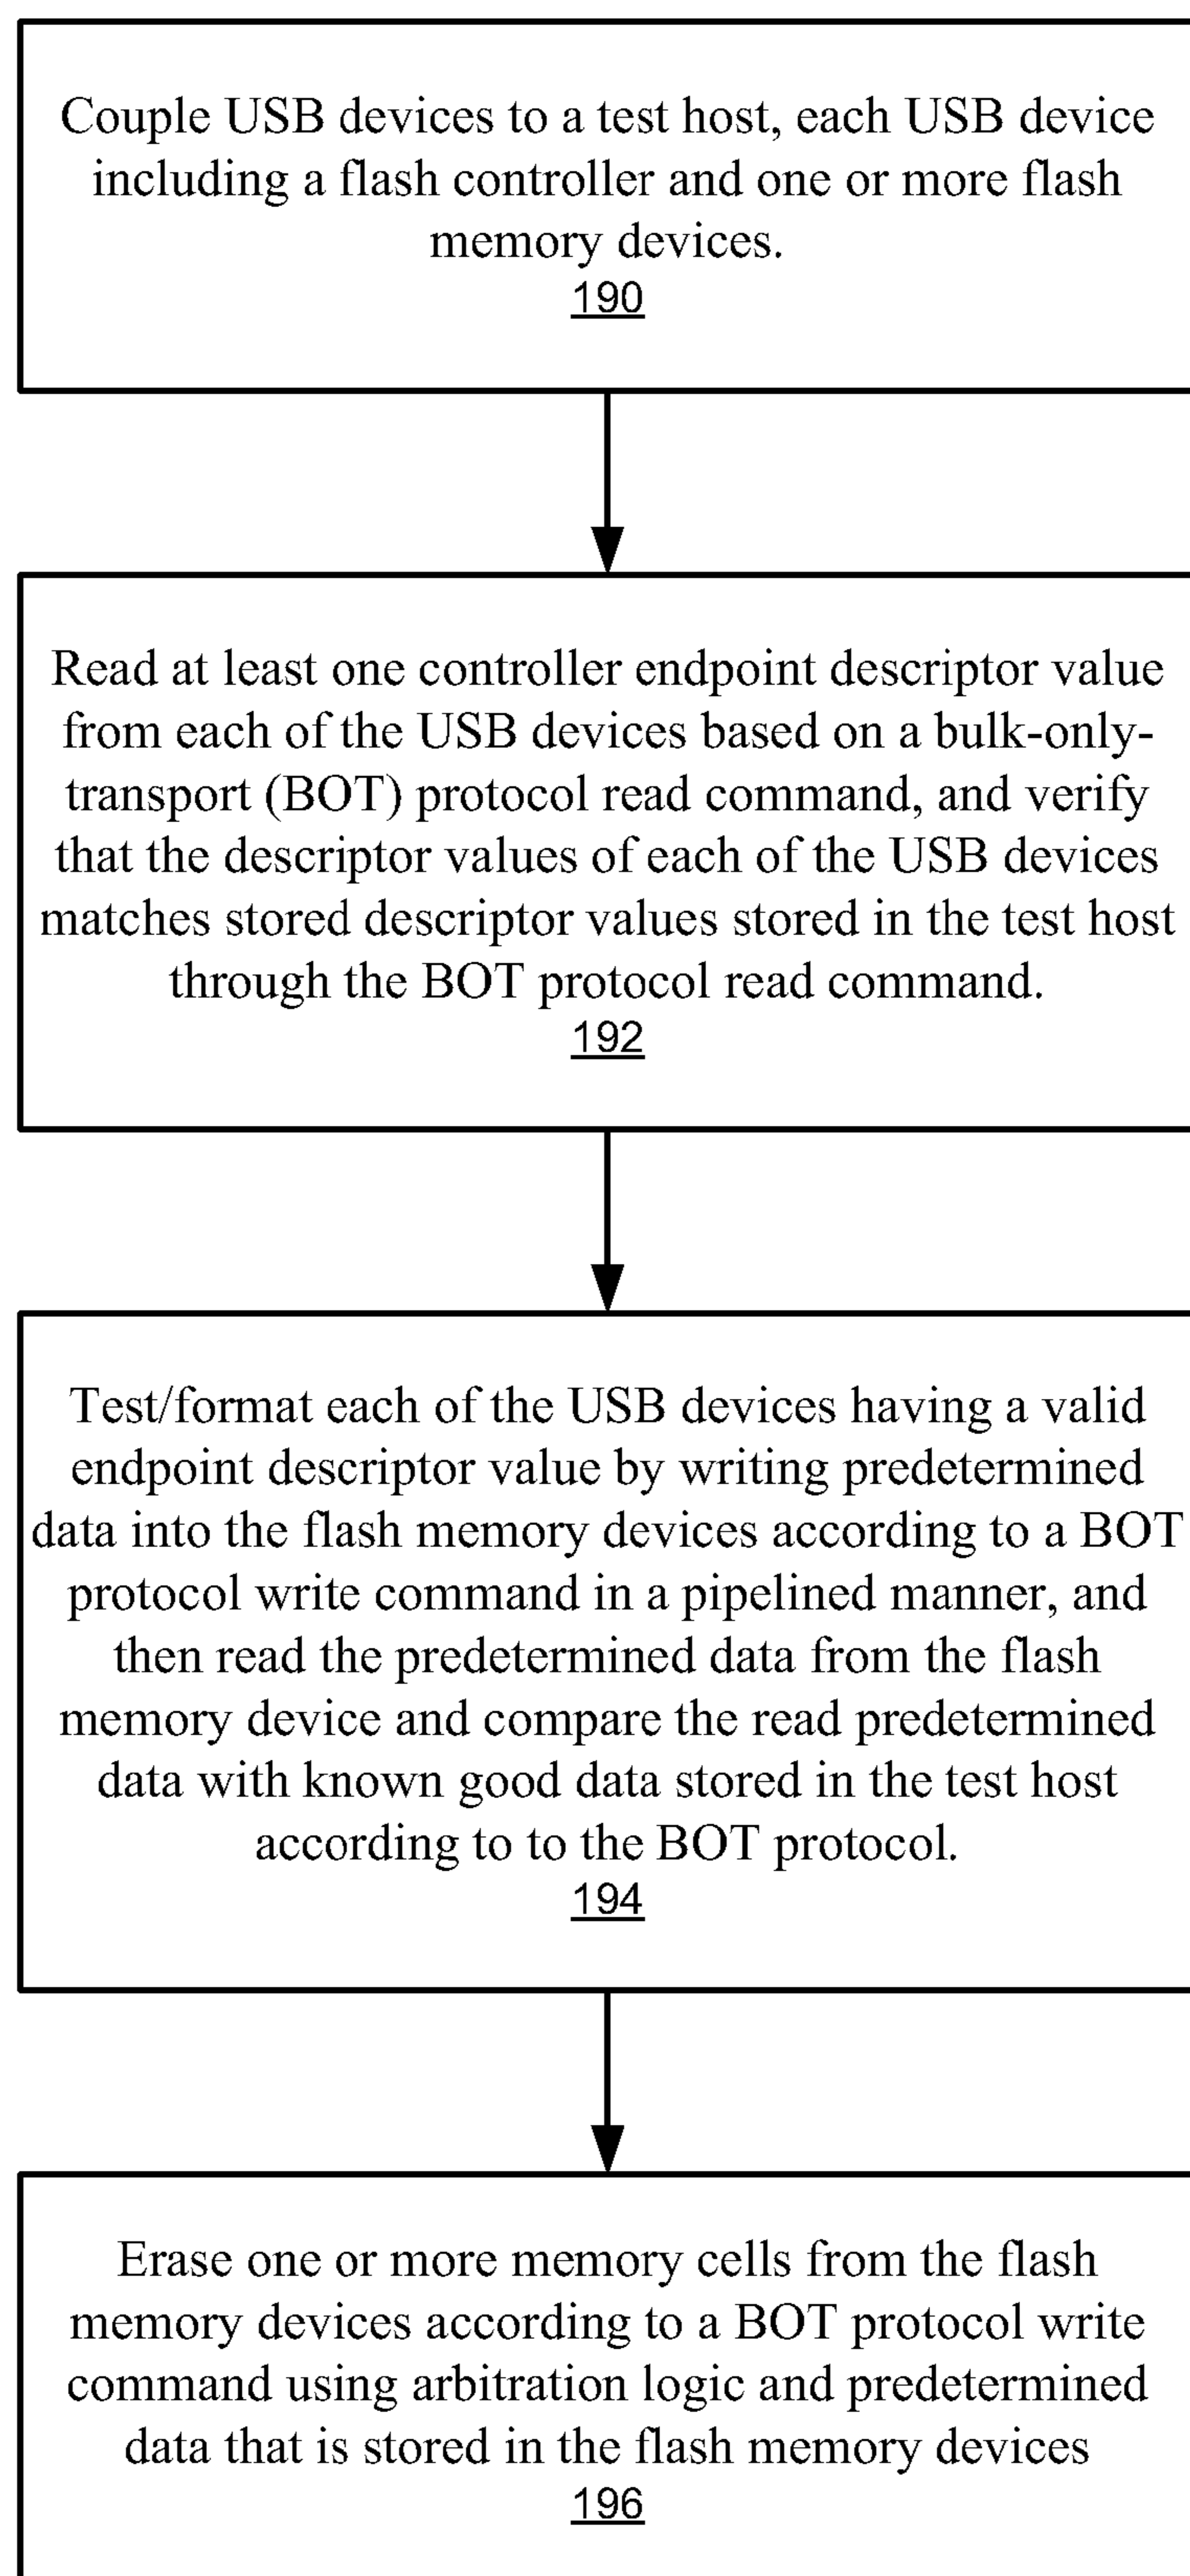 Couple USB devices to a test host, each USB device
including a flash controller and one or more flash
memory devices.
190
Read at least one controller endpoint descriptor value
from each of the USB devices based on a bulk-only-
transport (BOT) protocol read command, and verify
that the descriptor values of each of the USB devices
matches stored descriptor values stored in the test host
through the BOT protocol read command.
192
Test/format each of the USB devices having a valid
endpoint descriptor value by writing predetermined
data into the flash memory devices according to a BOT
protocol write command in a pipelined manner, and
then read the predetermined data from the flash
memory device and compare the read predetermined
data with known good data stored in the test host
according to to the BOT protocol.
194
Erase one or more memory cells from the flash
memory devices according to a BOT protocol write
command using arbitration logic and predetermined
data that is stored in the flash memory devices
196